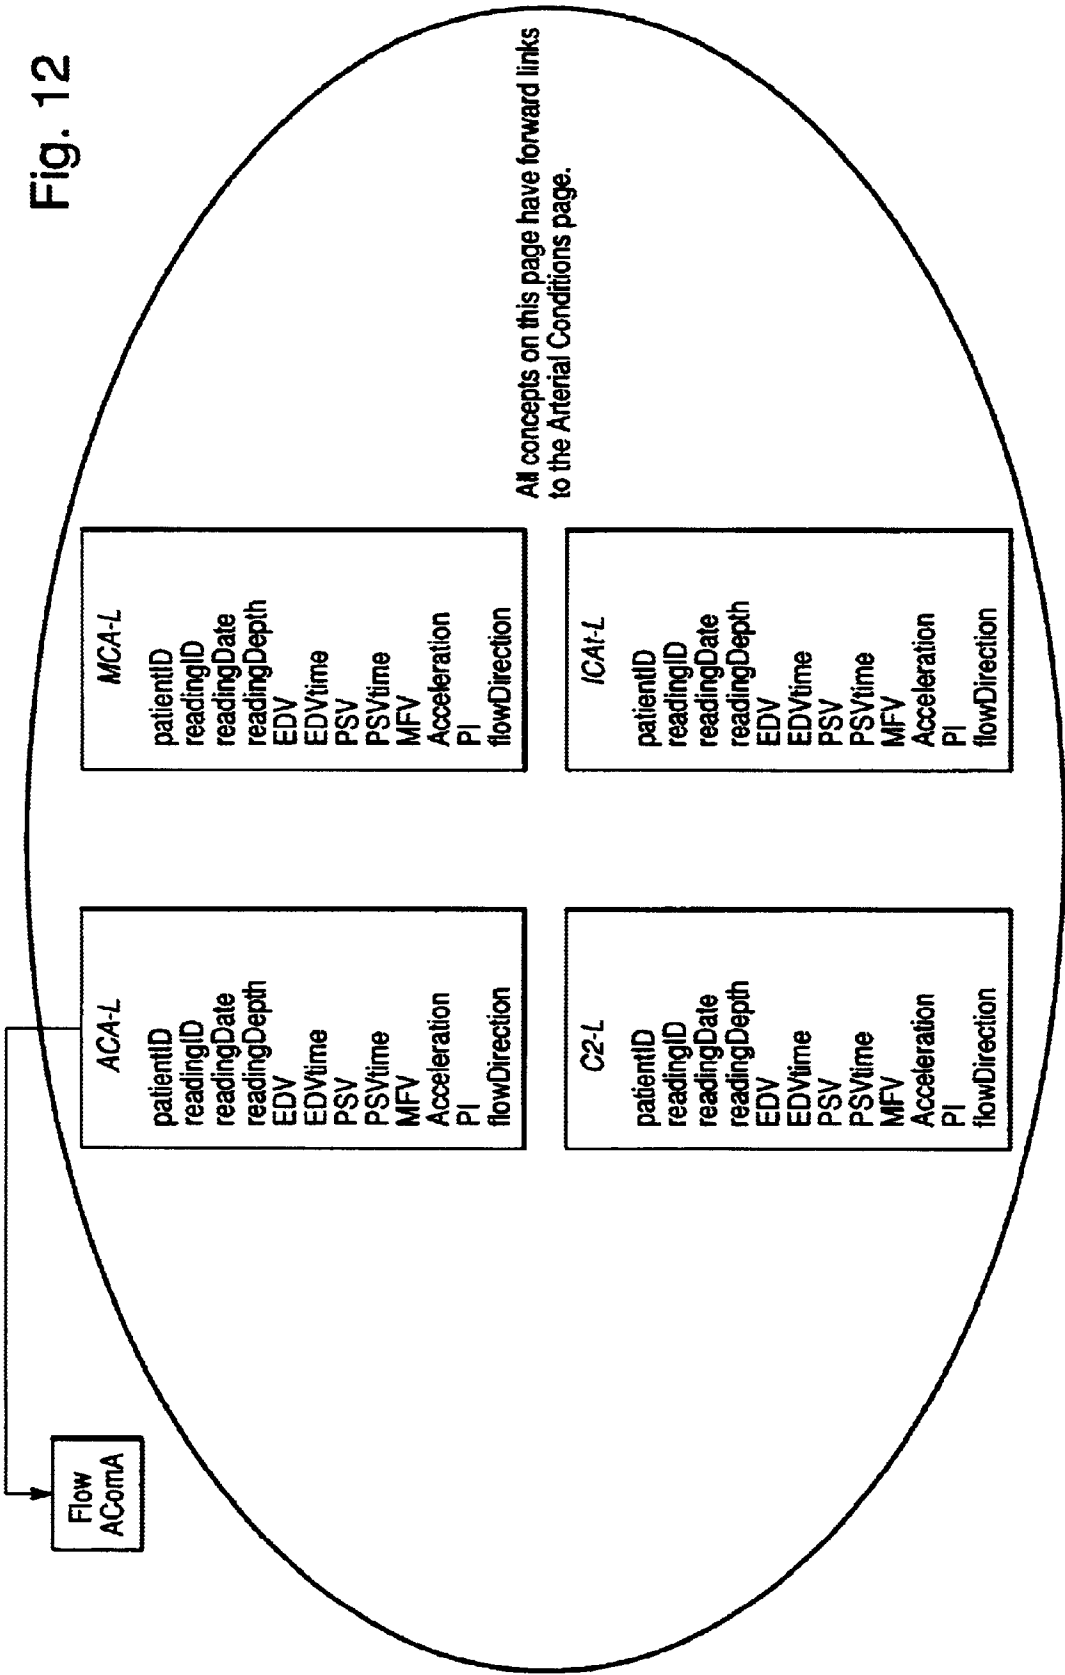 Fig. 12
Flow
AComA
ACA-L
patientID
readingID
readingDate
readingDepth
EDV
EDVtime
PSV
PSVtime
MFV
Acceleration
PI
flowDirection
MCA-L
patientID
readingID
readingDate
readingDepth
EDV
EDVtime
PSV
PSVtime
MFV
Acceleration
PI
flowDirection
C2-L
patientID
readingID
readingDate
readingDepth
EDV
EDVtime
PSV
PSVtime
MFV
Acceleration
PI
flowDirection
ICAt-L
patientID
readingID
readingDate
readingDepth
EDV
EDVtime
PSV
PSVtime
MFV
Acceleration
PI
flowDirection
All concepts on this page have forward links
to the Arterial Conditions page.